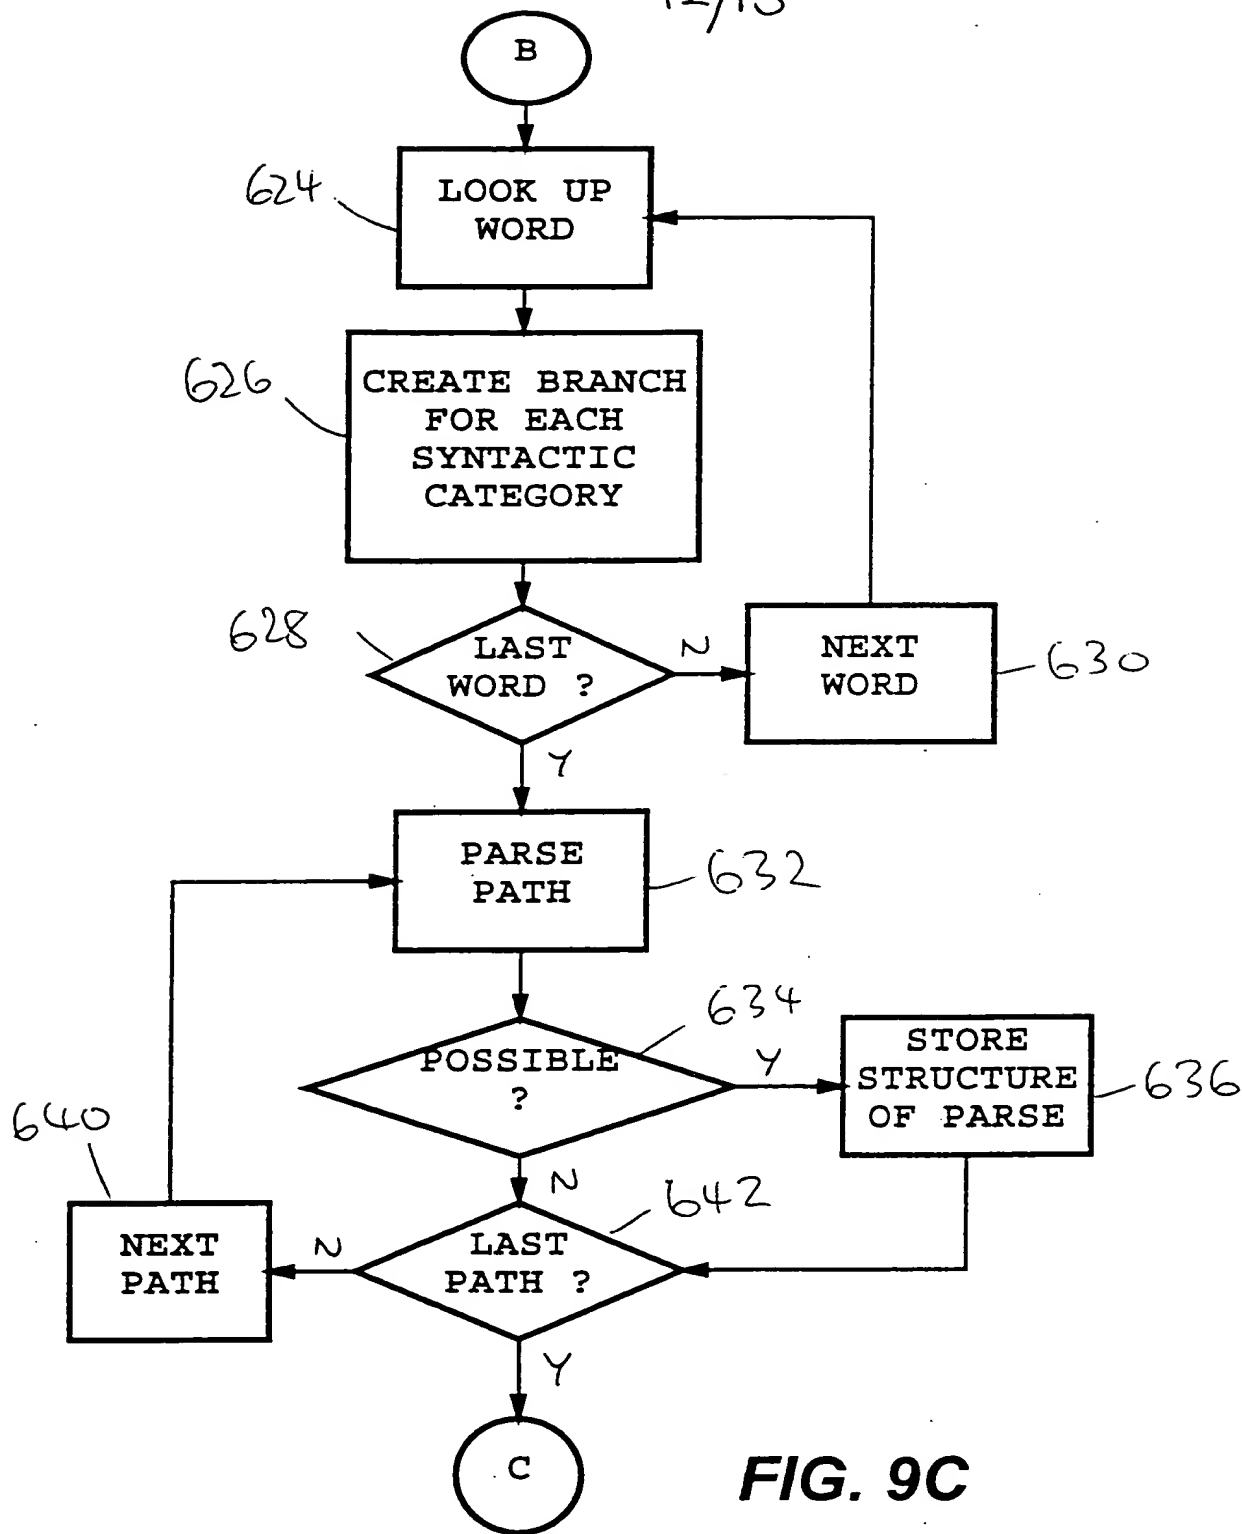 B
624
LOOK UP
WORD
626
CREATE BRANCH
FOR EACH
SYNTACTIC
CATEGORY
628
LAST
WORD ?
N
NEXT
WORD
630
Y
PARSE
PATH
632
634
POSSIBLE
?
Y
STORE
STRUCTURE
OF PARSE
636
640
N
642
NEXT
PATH
N
LAST
PATH ?
Y
C
FIG. 9C